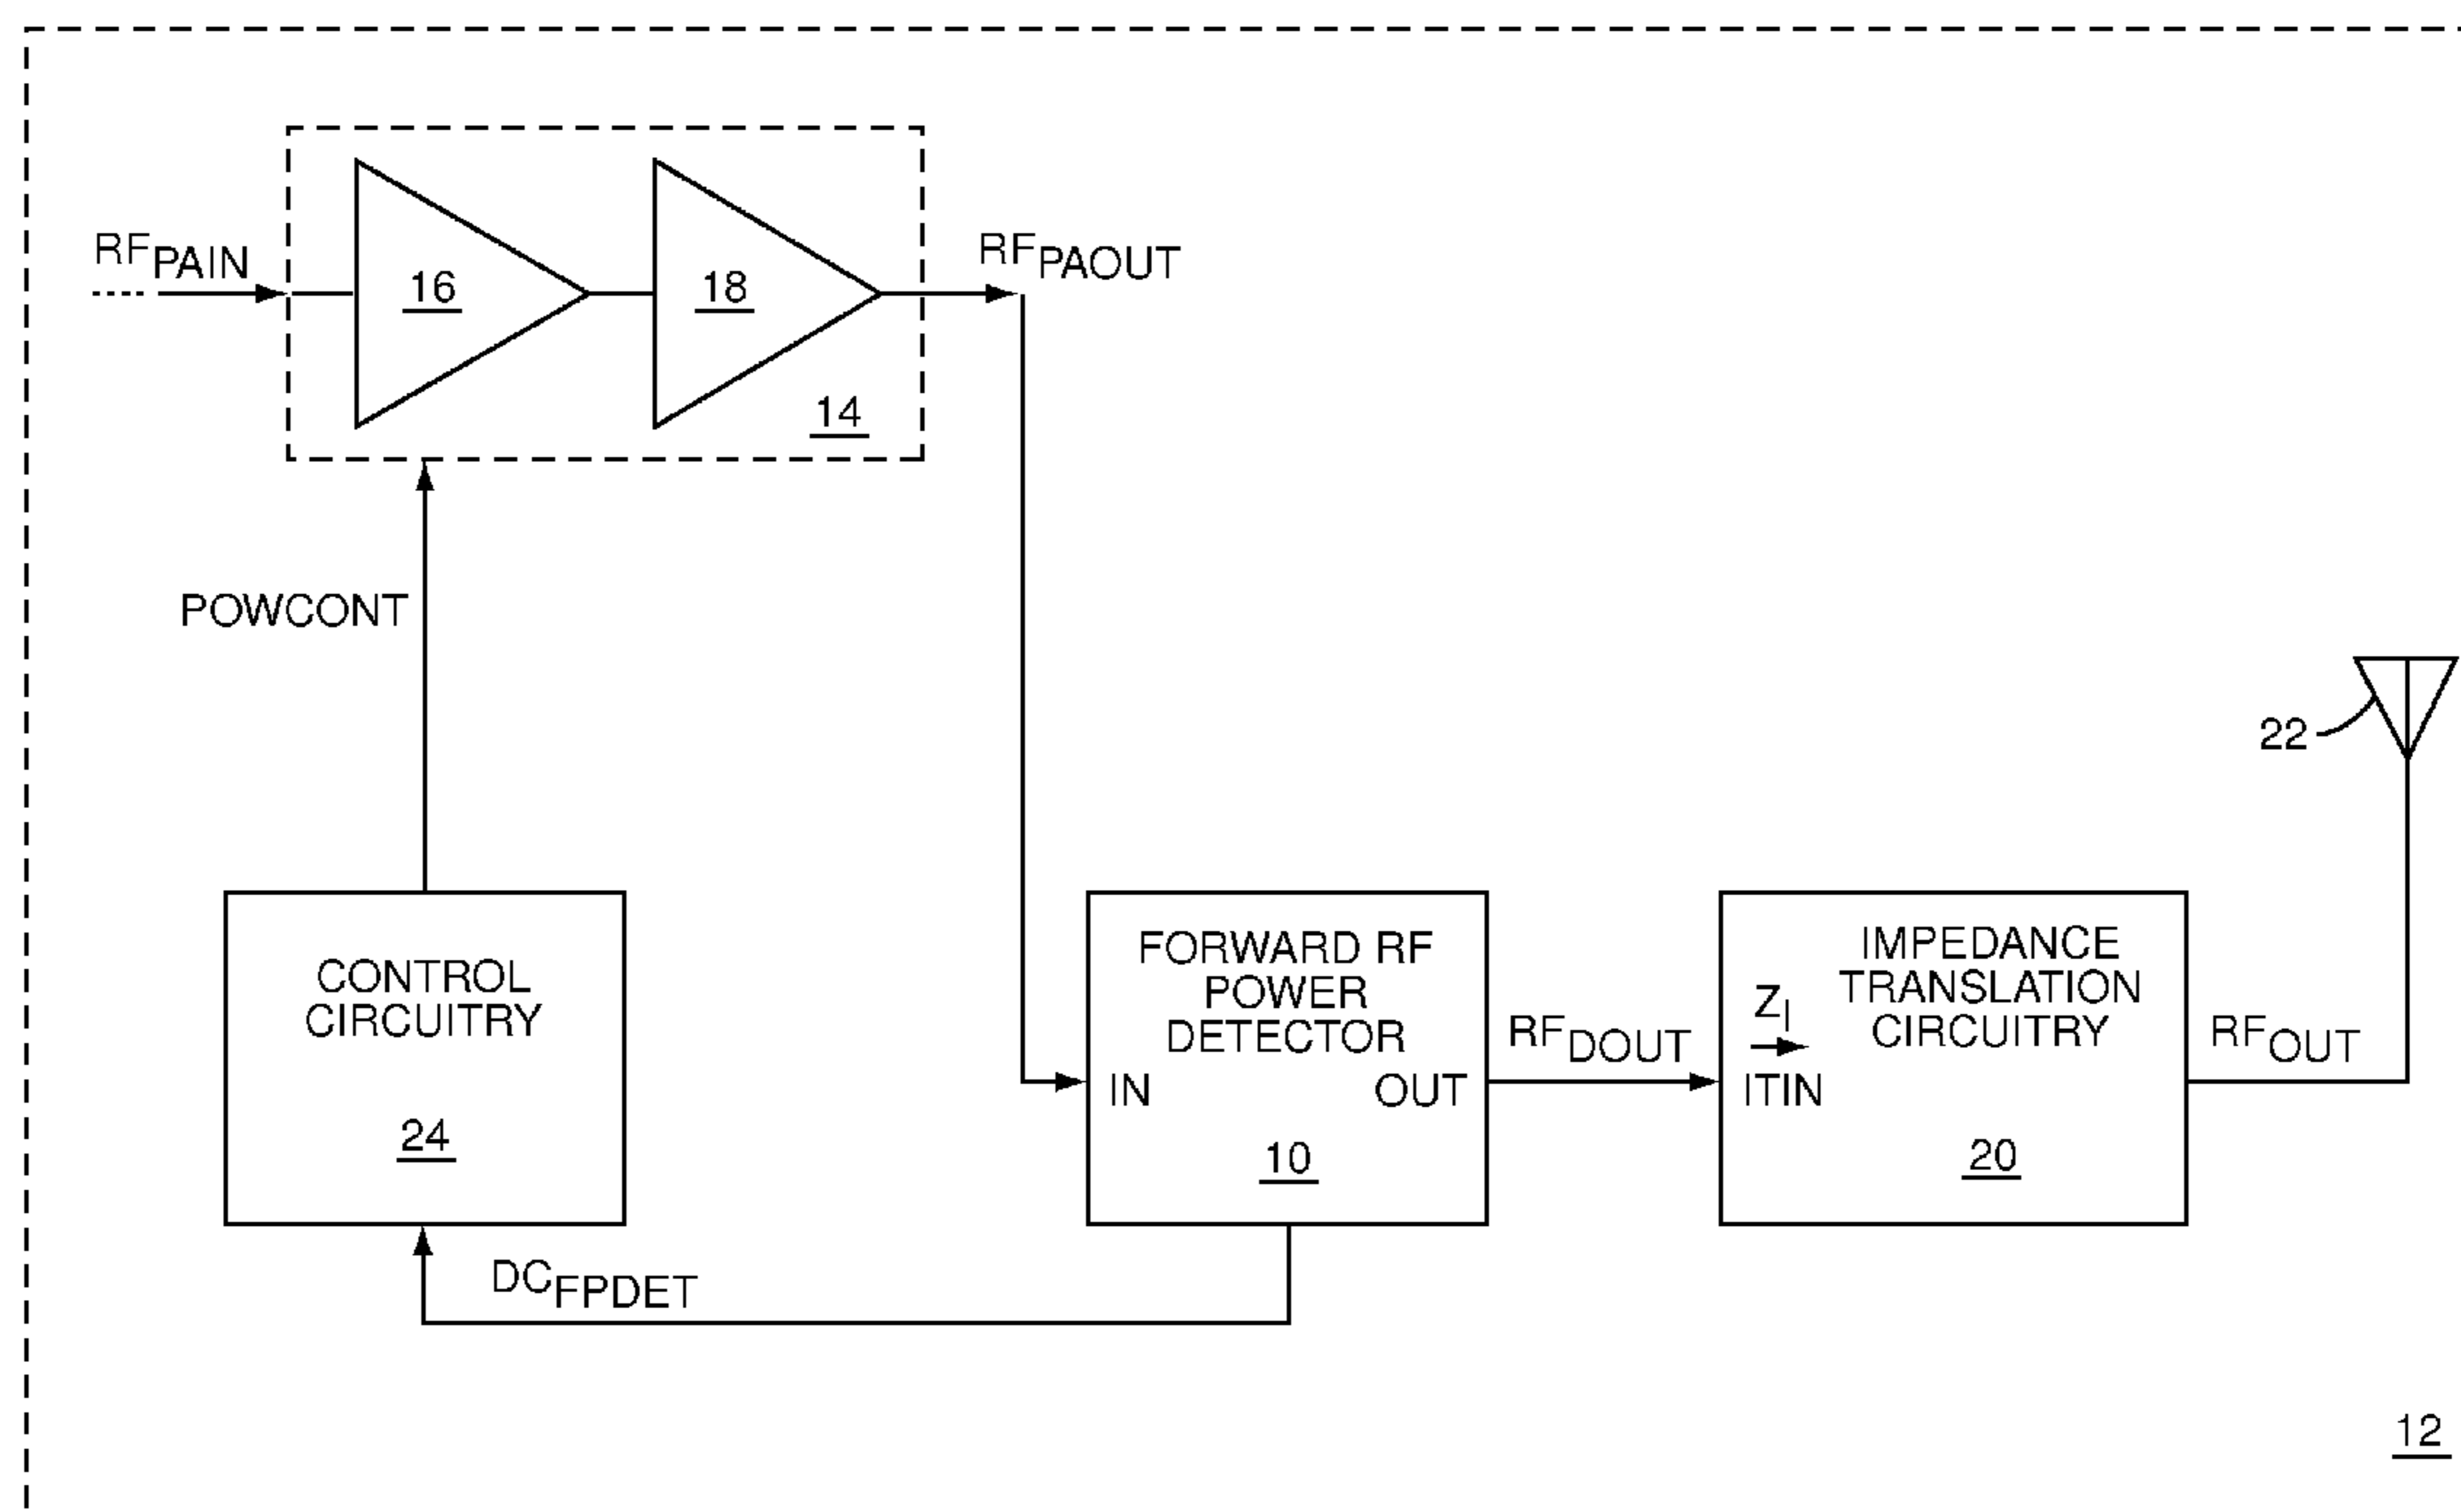 RFPAIN
16
18
RFPAOUT
14
POWCONT
22
CONTROL
CIRCUITRY
24
FORWARD RF
POWER
DETECTOR
IN
OUT
10
RFDOUT
IMPEDANCE
TRANSLATION
CIRCUITRY
ZI
ITIN
20
RFOUT
DCFPDET
12